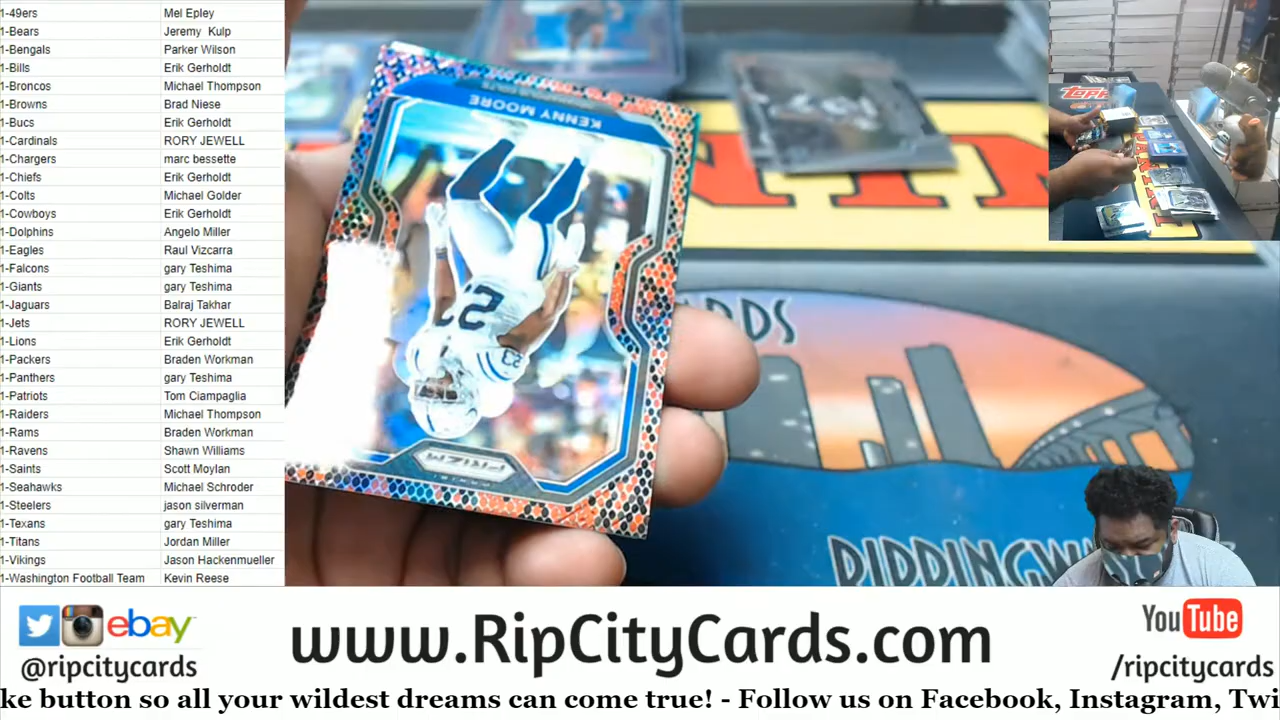 1-49ers Mel Epley
1-Bears Jeremy Kulp
1-Bengals Parker Wilson
1-Bills Erik Gerholdt
1-Broncos Michael Thompson
1-Browns Brad Niese
1-Bucs Erik Gerholdt
1-Cardinals RORY JEWELL
1-Chargers marc bessette
1-Chiefs Erik Gerholdt
1-Colts Michael Golder
1-Cowboys Erik Gerholdt
1-Dolphins Angelo Miller
1-Eagles Raul Vizcarra
1-Falcons gary Teshima
1-Giants gary Teshima
1-Jaguars Balraj Takhar
1-Jets RORY JEWELL
1-Lions Erik Gerholdt
1-Packers Braden Workman
1-Panthers gary Teshima
1-Patriots Tom Ciampaglia
1-Raiders Michael Thompson
1-Rams Braden Workman
1-Ravens Shawn Williams
1-Saints Scott Moylan
1-Seahawks Michael Schroder
1-Steelers jason silverman
1-Texans gary Teshima
1-Titans Jordan Miller
1-Vikings Jason Hackenmueller
1-Washington Football Team Kevin Reese
KENNY MOORE
INDIANAPOLIS COLTS
23
23
PRIZM
PANINI
TOPPS
PANINI
RDS
RIPPINGW
ebay
@ripcitycards
www.RipCityCards.com
YouTube
/ripcitycards
ke button so all your wildest dreams can come true! - Follow us on Facebook, Instagram, Twi